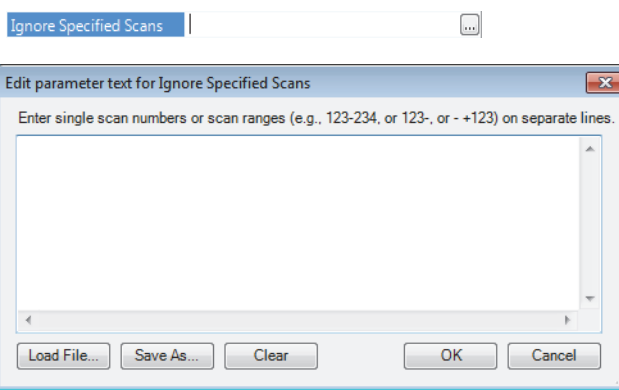 Ignore Specified Scans
...
Edit parameter text for Ignore Specified Scans
Enter single scan numbers or scan ranges (e.g., 123-234, or 123-, or - +123) on separate lines.
Load File... Save As... Clear OK Cancel